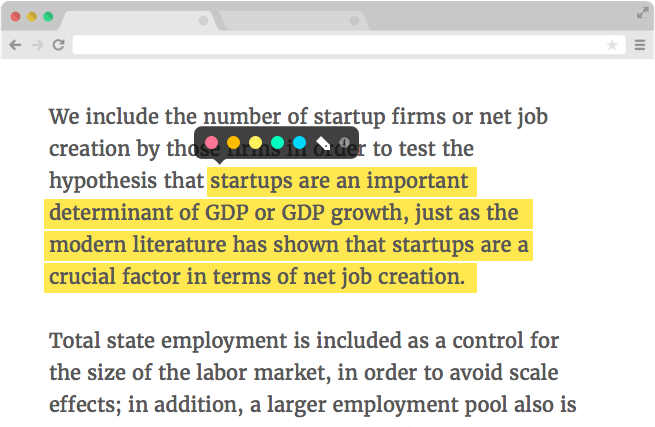 We include the number of startup firms or net job
creation by those firms in order to test the
hypothesis that startups are an important
determinant of GDP or GDP growth, just as the
modern literature has shown that startups are a
crucial factor in terms of net job creation.
Total state employment is included as a control for
the size of the labor market, in order to avoid scale
effects; in addition, a larger employment pool also is